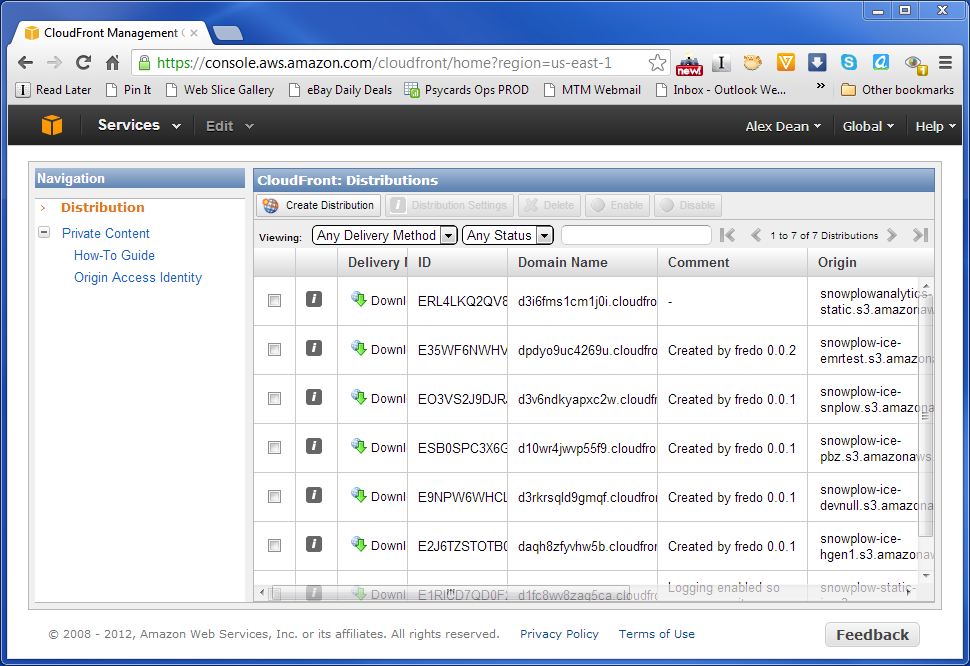 CloudFront Management
https://console.aws.amazon.com/cloudfront/home?region=us-east-1
new!
Read Later Pin It Web Slice Gallery eBay Daily Deals Psycards Ops PROD MTM Webmail Inbox - Outlook We... » Other bookmarks
Services Edit Alex Dean Global Help
Navigation
Distribution
Private Content
How-To Guide
Origin Access Identity
CloudFront: Distributions
Create Distribution Distribution Settings Delete Enable Disable
Viewing: Any Delivery Method Any Status 1 to 7 of 7 Distributions
Delivery ID Domain Name Comment Origin
Downl ERL4LKQ2QV8 d3i6fms1cm1j0i.cloudfro - snowplowanalytics-
static.s3.amazonaw
Downl E35WF6NWHV dpdyo9uc4269u.cloudfro Created by fredo 0.0.2 snowplow-ice-
emrtest.s3.amazon
Downl EO3VS2J9DJR d3v6ndkyapxc2w.cloudfr Created by fredo 0.0.1 snowplow-ice-
snplow.s3.amazona
Downl ESB0SPC3X6G d10wr4jwvp55f9.cloudfr Created by fredo 0.0.1 snowplow-ice-
pbz.s3.amazonaws
Downl E9NPW6WHCL d3rkrsqld9gmqf.cloudfro Created by fredo 0.0.1 snowplow-ice-
devnull.s3.amazona
Downl E2J6TZSTOTB0 daqh8zfyvhw5b.cloudfro Created by fredo 0.0.1 snowplow-ice-
hgen1.s3.amazonaw
Downl Logging enabled so snowplow-static-
© 2008 - 2012, Amazon Web Services, Inc. or its affiliates. All rights reserved. Privacy Policy Terms of Use Feedback